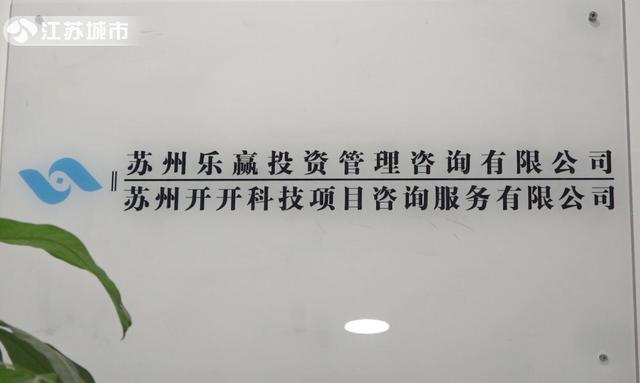 江苏城市
苏州乐赢投资管理咨询有限公司
苏州开开科技项目咨询服务有限公司